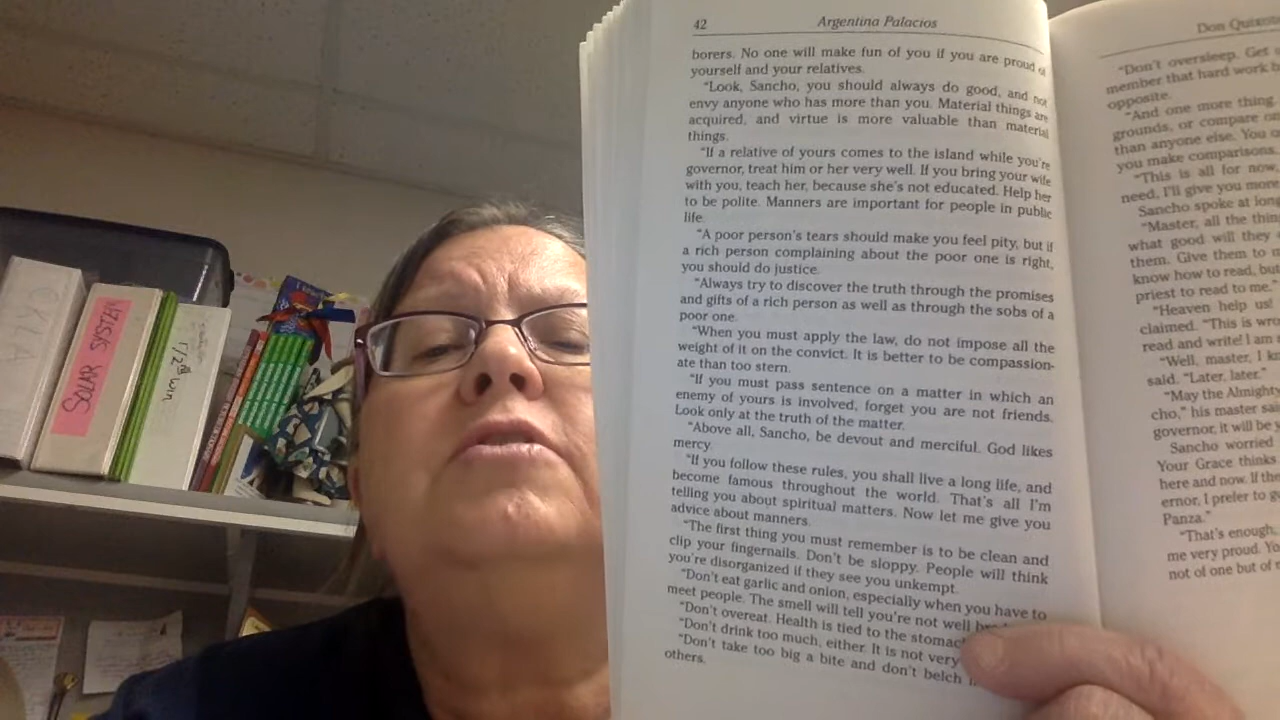 SOLAR SYSTEM
1/2 WIN
42
Argentina Palacios
borers. No one will make fun of you if you are proud of
yourself and your relatives.
"Look, Sancho, you should always do good, and not
envy anyone who has more than you. Material things are
acquired, and virtue is more valuable than material
things.
"If a relative of yours comes to the island while you're
governor, treat him or her very well. If you bring your wife
with you, teach her, because she's not educated. Help her
to be polite. Manners are important for people in public
life.
"A poor person's tears should make you feel pity, but if
a rich person complaining about the poor one is right,
you should do justice.
"Always try to discover the truth through the promises
and gifts of a rich person as well as through the sobs of a
poor one.
"When you must apply the law, do not impose all the
weight of it on the convict. It is better to be compassion-
ate than too stern.
"If you must pass sentence on a matter in which an
enemy of yours is involved, forget you are not friends.
Look only at the truth of the matter.
"Above all, Sancho, be devout and merciful. God likes
mercy.
"If you follow these rules, you shall live a long life, and
become famous throughout the world. That's all I'm
telling you about spiritual matters. Now let me give you
advice about manners.
"The first thing you must remember is to be clean and
clip your fingernails. Don't be sloppy. People will think
you're disorganized if they see you unkempt.
"Don't eat garlic and onion, especially when you have to
meet people. The smell will tell you're not well
"Don't overeat. Health is tied to the stomac
"Don't drink too much, either. It is not very
"Don't take too big a bite and don't belch
others.
Don Quixot
"Don't oversleep. Get
member that hard work b
opposite.
"And one more thing.
grounds, or compare on
than anyone else. You o
you make comparisons.
"This is all for now.
need, I'll give you more
Sancho spoke at long
"Master, all the thin
what good will they
them. Give them to m
know how to read, but
priest to read to me."
"Heaven help us!
claimed. "This is wro
read and write! I am
"Well, master, I k
said. "Later, later."
"May the Almighty
cho," his master sa
governor, it will be y
Sancho worried
Your Grace thinks
here and now. If the
ernor, I prefer to g
Panza."
"That's enough,
me very proud. Yo
not of one but of